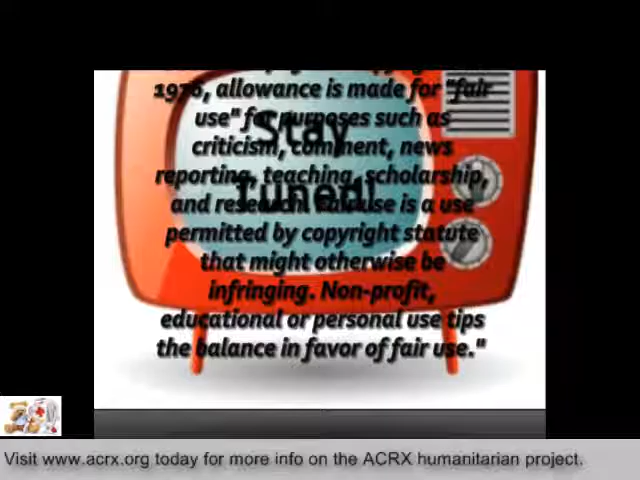 1976, allowance is made for "fair
use" for purposes such as
Stay
criticism, comment, news
reporting, teaching, scholarship,
Tuned!
and research. Fair use is a use
permitted by copyright statute
that might otherwise be
infringing. Non-profit,
educational or personal use tips
the balance in favor of fair use."
Visit www.acrx.org today for more info on the ACRX humanitarian project.